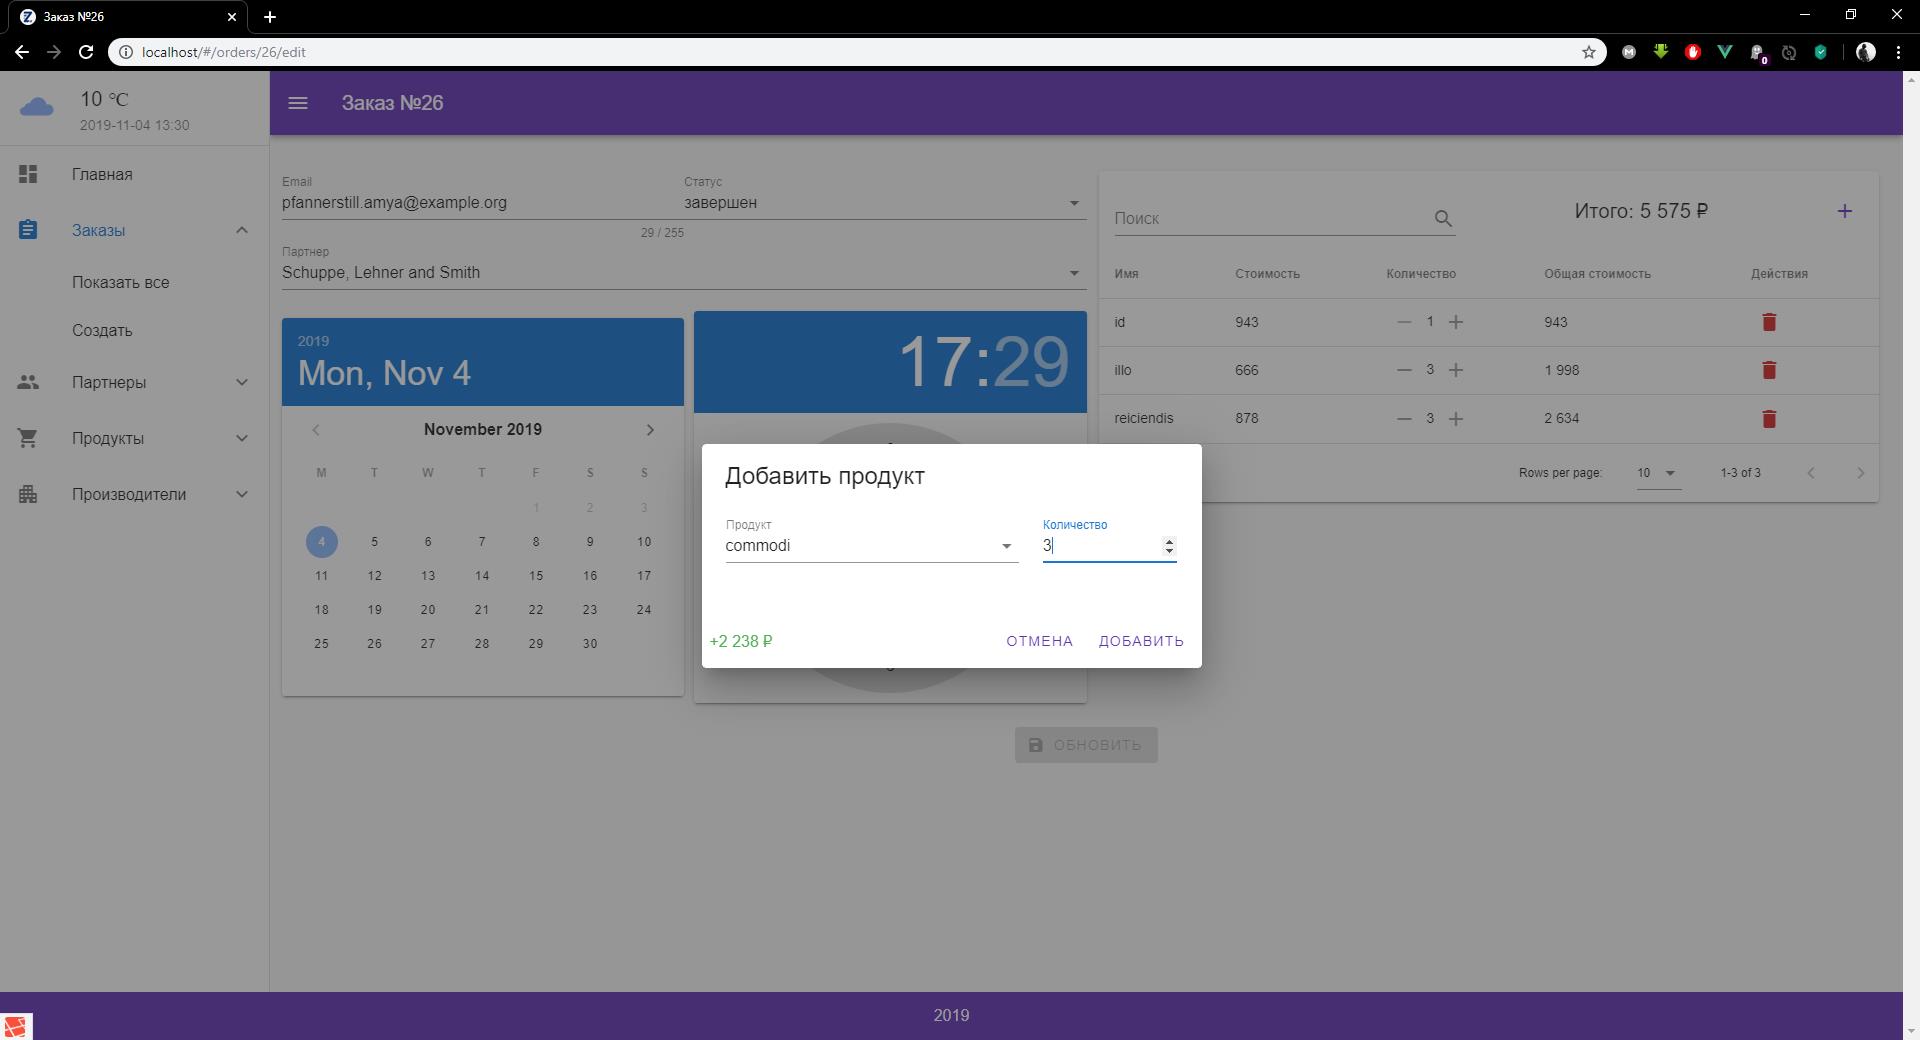 Заказ №26
localhost/#/orders/26/edit
0
10 °C
2019-11-04 13:30
Заказ №26
Главная
Заказы
Показать все
Создать
Партнеры
Продукты
Производители
Email
pfannerstill.amya@example.org
29 / 255
Статус
завершен
Партнер
Schuppe, Lehner and Smith
2019
Mon, Nov 4
November 2019
M T W T F S S
1 2 3
4 5 6 7 8 9 10
11 12 13 14 15 16 17
18 19 20 21 22 23 24
25 26 27 28 29 30
17:29
Поиск
Итого: 5 575 ₽
Имя Стоимость Количество Общая стоимость Действия
id 943 1 943
illo 666 3 1 998
reiciendis 878 3 2 634
Rows per page: 10 1-3 of 3
Добавить продукт
Продукт
commodi
Количество
3
+2 238 ₽
ОТМЕНА
ДОБАВИТЬ
ОБНОВИТЬ
2019